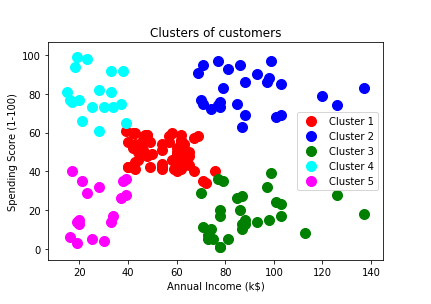 Clusters of customers
100
80
60
40
20
0
Spending Score (1-100)
Cluster 1
Cluster 2
Cluster 3
Cluster 4
Cluster 5
20 40 60 80 100 120 140
Annual Income (k$)